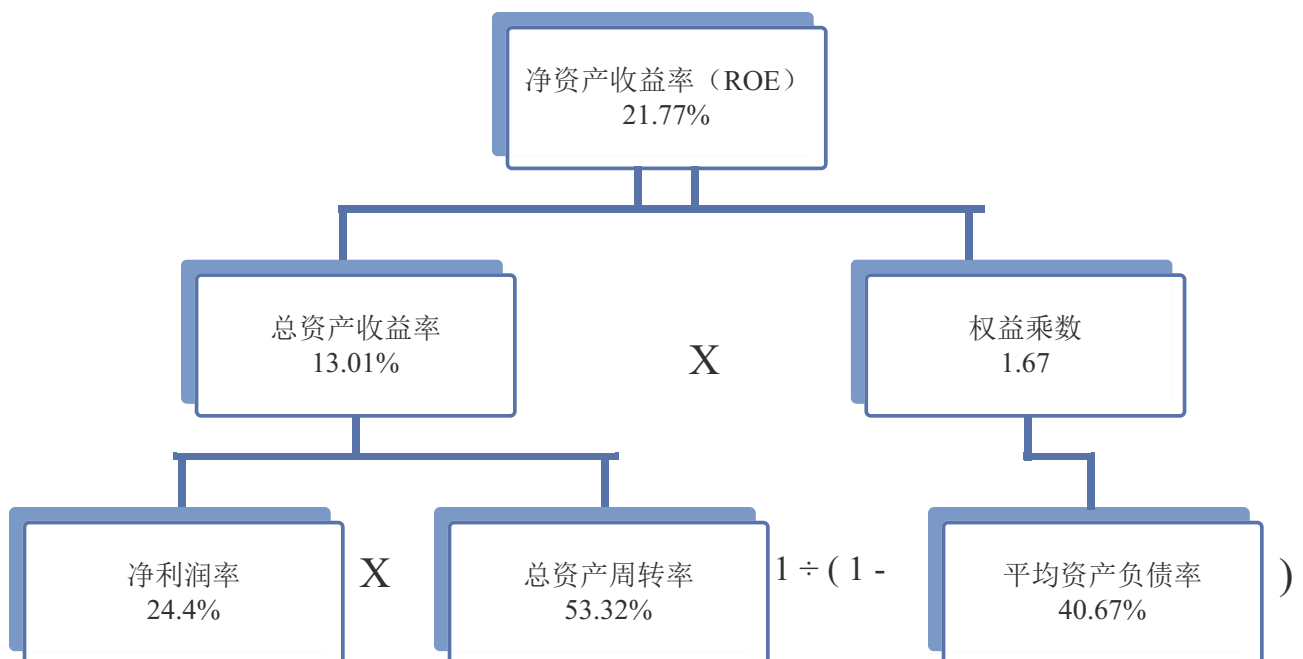 净资产收益率（ROE）
21.77%
总资产收益率
13.01%
X
权益乘数
1.67
净利润率
24.4%
X
总资产周转率
53.32%
1 ÷ ( 1 -
平均资产负债率
40.67%
)